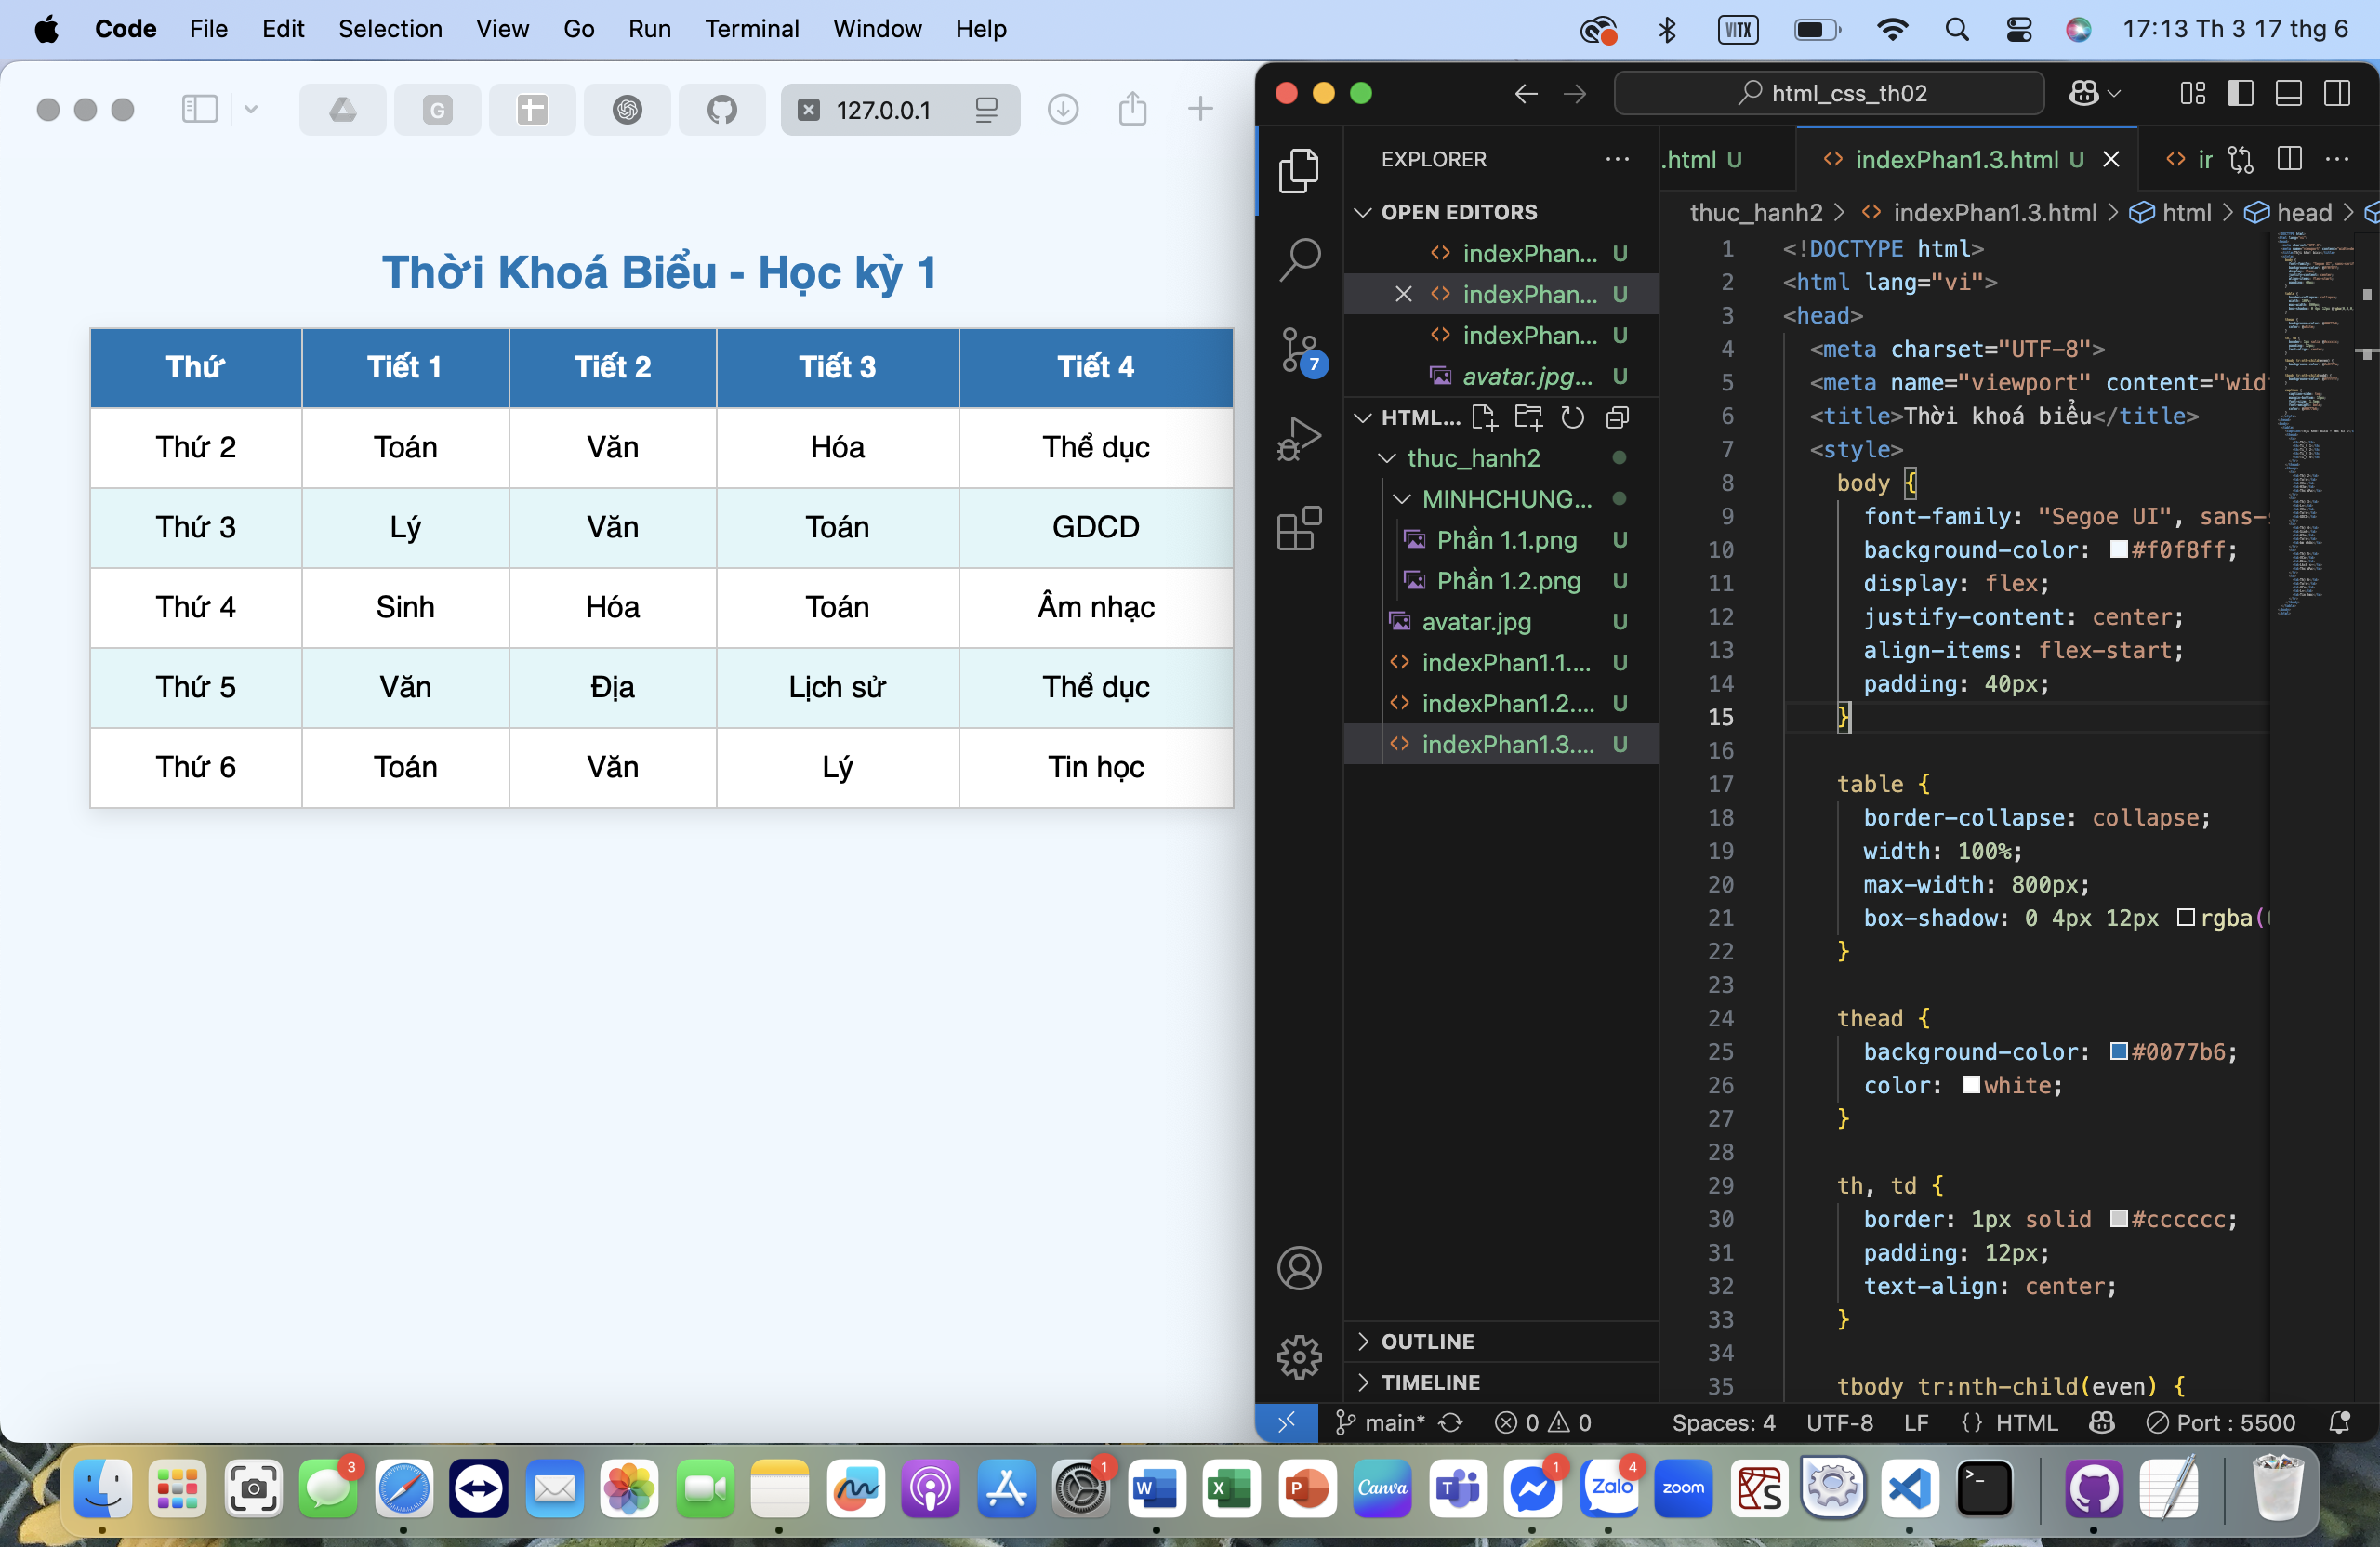 Code File Edit Selection View Go Run Terminal Window Help VITX 17:13 Th 3 17 thg 6
G 127.0.0.1
Thời Khoá Biểu - Học kỳ 1
Thứ Tiết 1 Tiết 2 Tiết 3 Tiết 4
Thứ 2 Toán Văn Hóa Thể dục
Thứ 3 Lý Văn Toán GDCD
Thứ 4 Sinh Hóa Toán Âm nhạc
Thứ 5 Văn Địa Lịch sử Thể dục
Thứ 6 Toán Văn Lý Tin học
html_css_th02
7
EXPLORER
OPEN EDITORS
indexPhan... U
indexPhan... U
indexPhan... U
avatar.jpg... U
HTML...
thuc_hanh2
MINHCHUNG...
Phần 1.1.png U
Phần 1.2.png U
avatar.jpg U
indexPhan1.1.... U
indexPhan1.2.... U
indexPhan1.3.... U
OUTLINE
TIMELINE
.html U indexPhan1.3.html U ir
thuc_hanh2 > indexPhan1.3.html > html > head >
1 <!DOCTYPE html>
2 <html lang="vi">
3 <head>
4 <meta charset="UTF-8">
5 <meta name="viewport" content="wid
6 <title>Thời khoá biểu</title>
7 <style>
8 body {
9 font-family: "Segoe UI", sans-
10 background-color: #f0f8ff;
11 display: flex;
12 justify-content: center;
13 align-items: flex-start;
14 padding: 40px;
15 }
16
17 table {
18 border-collapse: collapse;
19 width: 100%;
20 max-width: 800px;
21 box-shadow: 0 4px 12px rgba(
22 }
23
24 thead {
25 background-color: #0077b6;
26 color: white;
27 }
28
29 th, td {
30 border: 1px solid #cccccc;
31 padding: 12px;
32 text-align: center;
33 }
34
35 tbody tr:nth-child(even) {
main* 0 0 Spaces: 4 UTF-8 LF {} HTML Port : 5500
3 1 W X P Canva T 1 Zalo 4 zoom >_